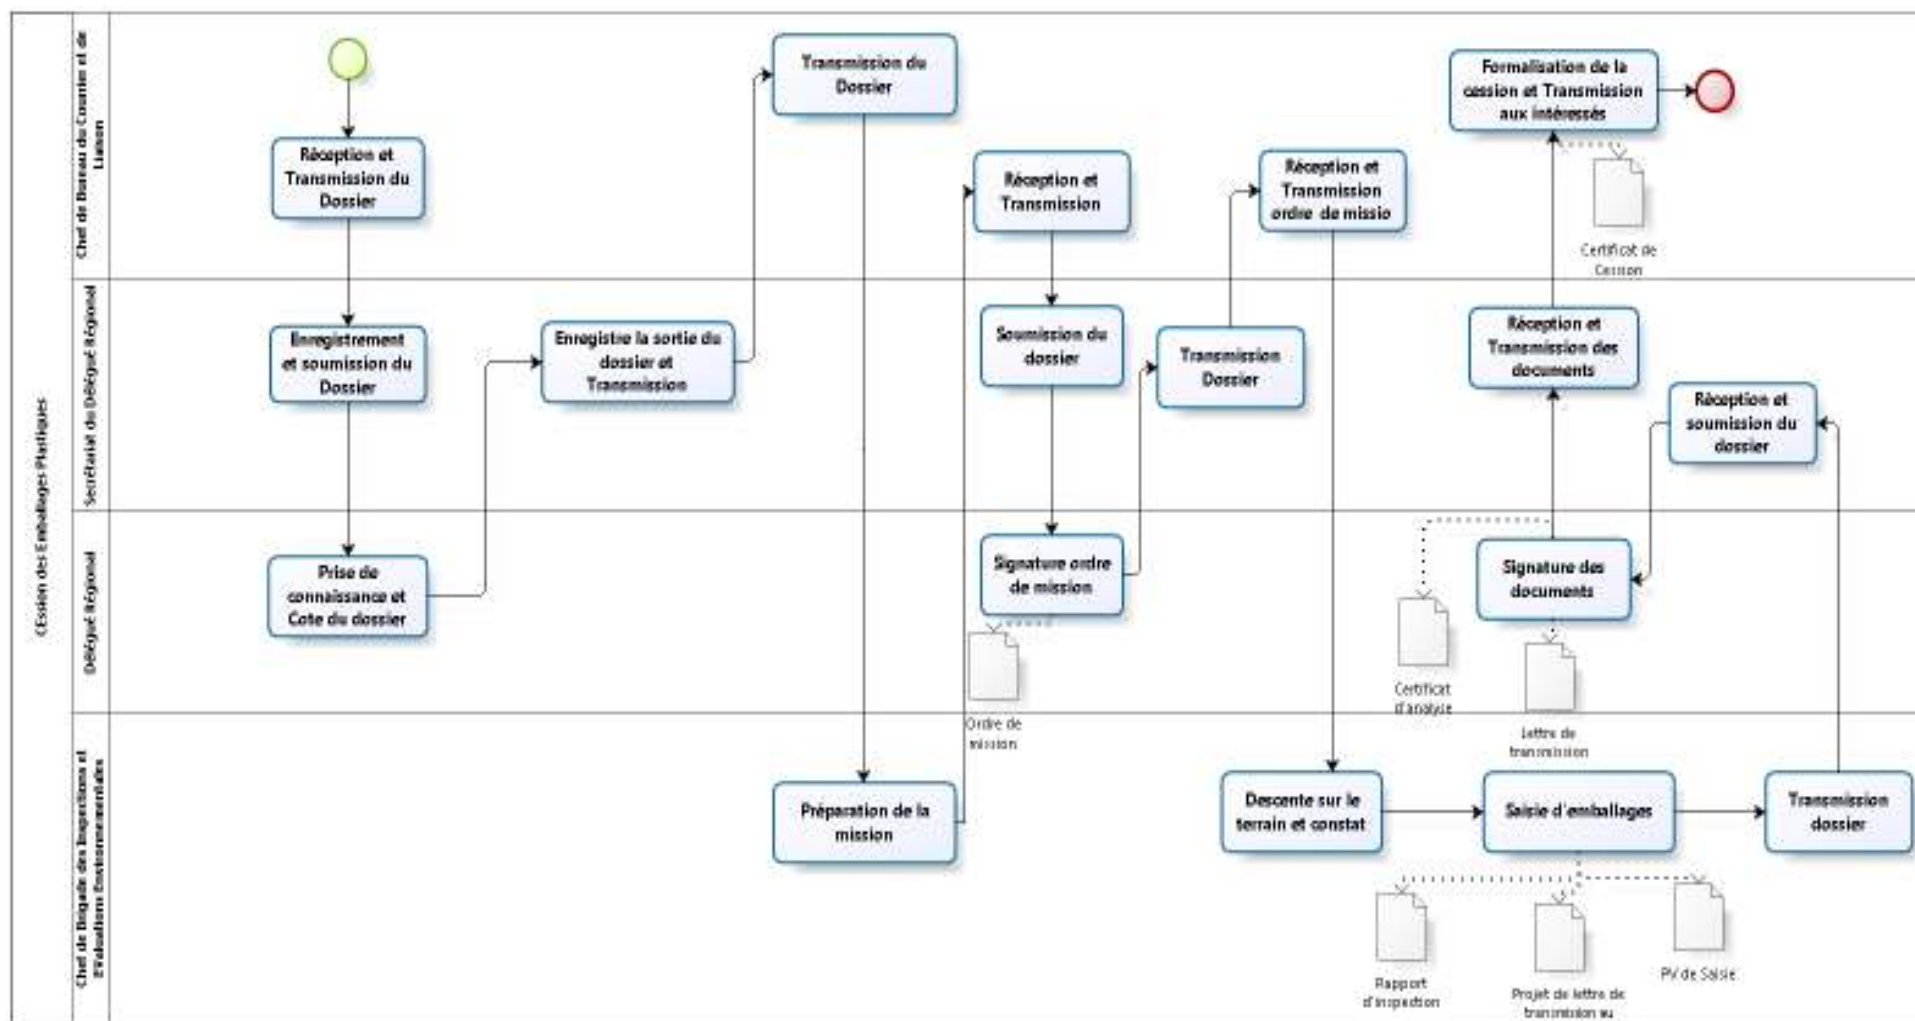 CEssion des Emballages Plastiques
Chef de Bureau du Courrier et de
Liaison
Réception et
Transmission du
Dossier
Transmission du
Dossier
Réception et
Transmission
Réception et
Transmission
ordre de missio
Formalisation de la
cession et Transmission
aux intéressés
Certificat de
Cession
Secrétariat du Délégué Régional
Enregistrement
et soumission du
Dossier
Enregistre la sortie du
dossier et
Transmission
Soumission du
dossier
Transmission
Dossier
Réception et
Transmission des
documents
Réception et
soumission du
dossier
Délégué Régional
Prise de
connaissance et
Cote du dossier
Signature ordre
de mission
Ordre de
mission
Signature des
documents
Certificat
d'analyse
Lettre de
transmission
Chef de Brigade des Inspections et
Evaluations Environnementales
Préparation de la
mission
Descente sur le
terrain et constat
Saisie d'emballages
Transmission
dossier
Rapport
d'inspection
Projet de lettre de
transmission au
PV de Saisie